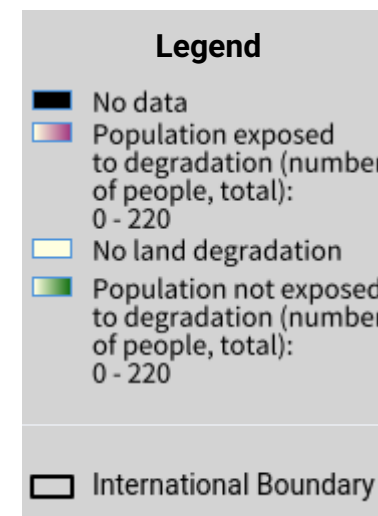 Legend
No data
Population exposed
to degradation (number
of people, total):
0 - 220
No land degradation
Population not exposed
to degradation (number
of people, total):
0 - 220
International Boundary